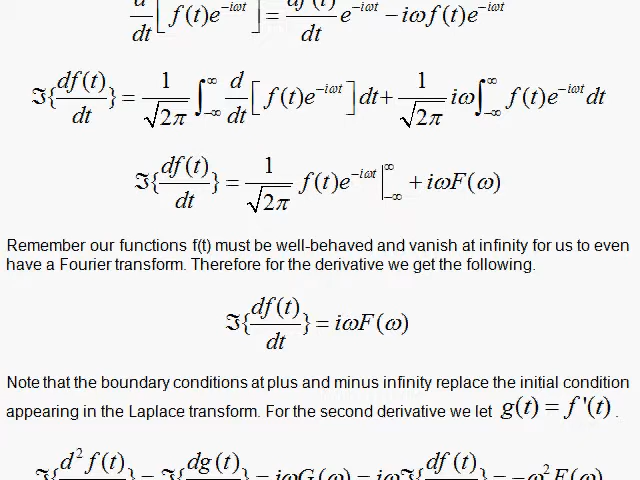 d/dt [f(t)e^{-iωt}] = df(t)/dt e^{-iωt} − iωf(t)e^{-iωt}
ℑ{df(t)/dt} = 1/√2π ∫_{-∞}^{∞} d/dt [f(t)e^{-iωt}]dt + 1/√2π iω∫_{-∞}^{∞} f(t)e^{-iωt}dt
ℑ{df(t)/dt} = 1/√2π f(t)e^{-iωt}|_{-∞}^{∞} + iωF(ω)
Remember our functions f(t) must be well-behaved and vanish at infinity for us to even
have a Fourier transform. Therefore for the derivative we get the following.
ℑ{df(t)/dt} = iωF(ω)
Note that the boundary conditions at plus and minus infinity replace the initial condition
appearing in the Laplace transform. For the second derivative we let g(t) = f'(t) .
ℑ{d²f(t) = ℑ{dg(t)} = iωG(ω) = iωℑ{df(t)} = −ω²F(ω)